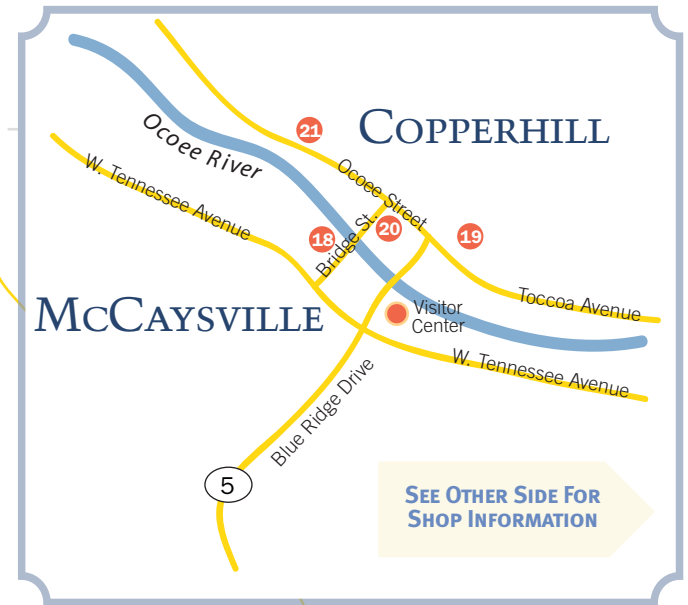 COPPERHILL
Ocoee River
21
Ocoee Street
W. Tennessee Avenue
18
Bridge St.
20
19
MCCAYSVILLE
Visitor
Center
Toccoa Avenue
W. Tennessee Avenue
Blue Ridge Drive
5
SEE OTHER SIDE FOR
SHOP INFORMATION